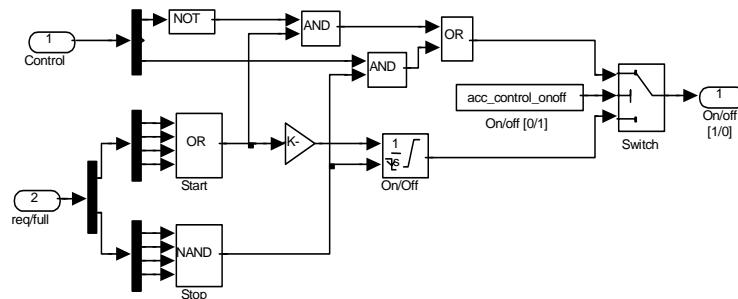 NOT
AND
OR
1
Control
AND
acc_control_onoff
On/off [0/1]
1
On/off
[1/0]
Switch
OR
Start
K-
1
s
On/Off
2
req/full
NAND
Stop